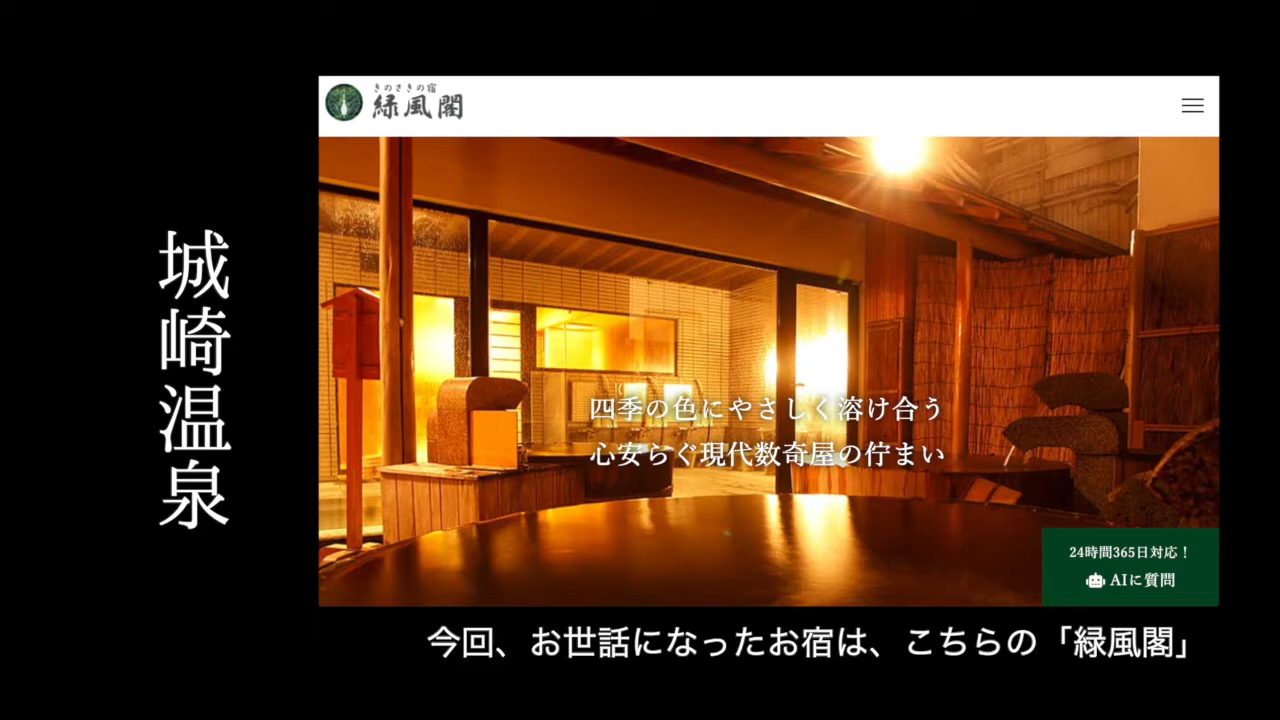 城崎温泉
きのさきの宿
緑風閣
四季の色にやさしく溶け合う
心安らぐ現代数奇屋の佇まい
24時間365日対応！
AIに質問
今回、お世話になったお宿は、こちらの「緑風閣」